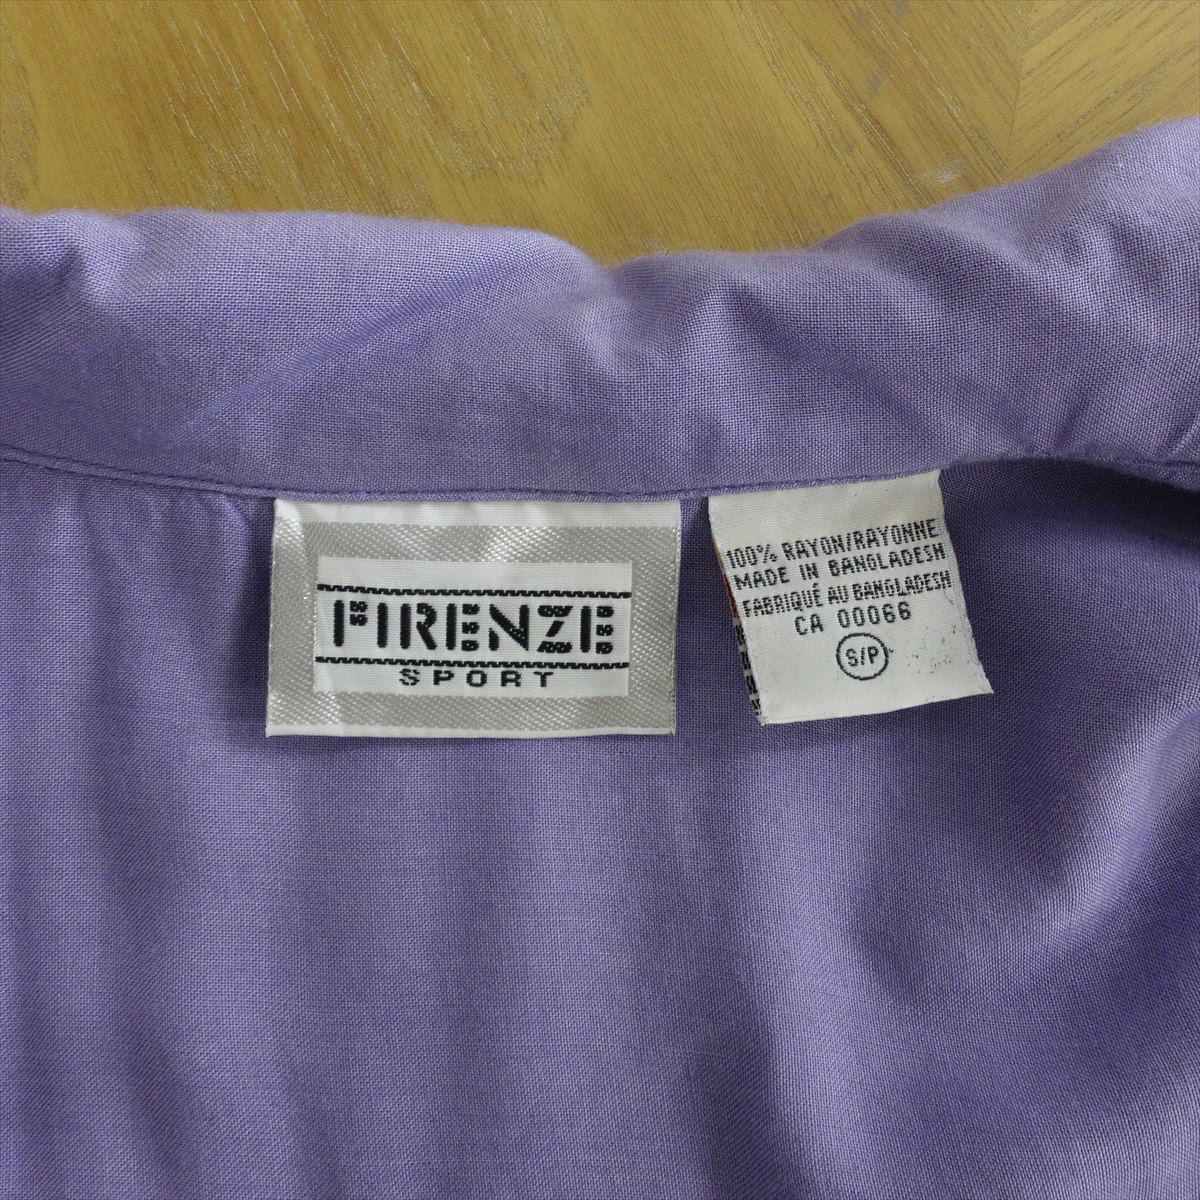 FIRENZE
SPORT
100% RAYON/RAYONNE
MADE IN BANGLADESH
FABRIQUÉ AU BANGLADESH
CA 00066
S/P